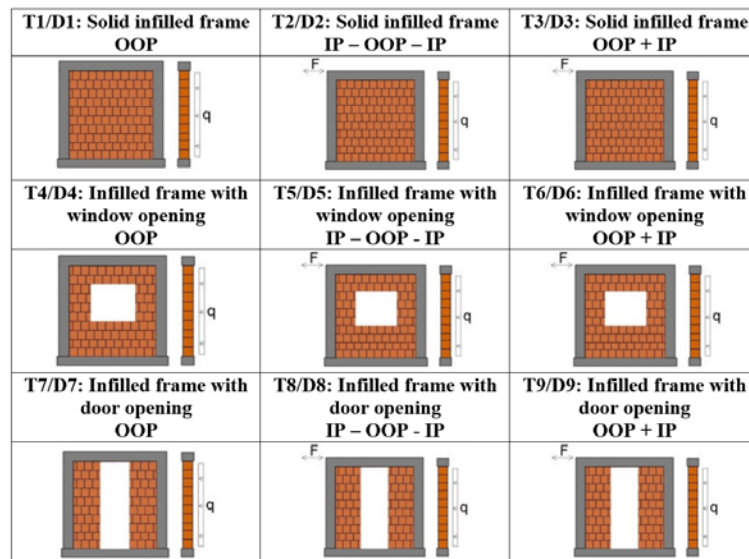 T1/D1: Solid infilled frame
OOP
T2/D2: Solid infilled frame
IP – OOP – IP
T3/D3: Solid infilled frame
OOP + IP
q
F
q
F
q
T4/D4: Infilled frame with
window opening
OOP
T5/D5: Infilled frame with
window opening
IP – OOP - IP
T6/D6: Infilled frame with
window opening
OOP + IP
q
F
q
F
q
T7/D7: Infilled frame with
door opening
OOP
T8/D8: Infilled frame with
door opening
IP – OOP - IP
T9/D9: Infilled frame with
door opening
OOP + IP
q
F
q
F
q